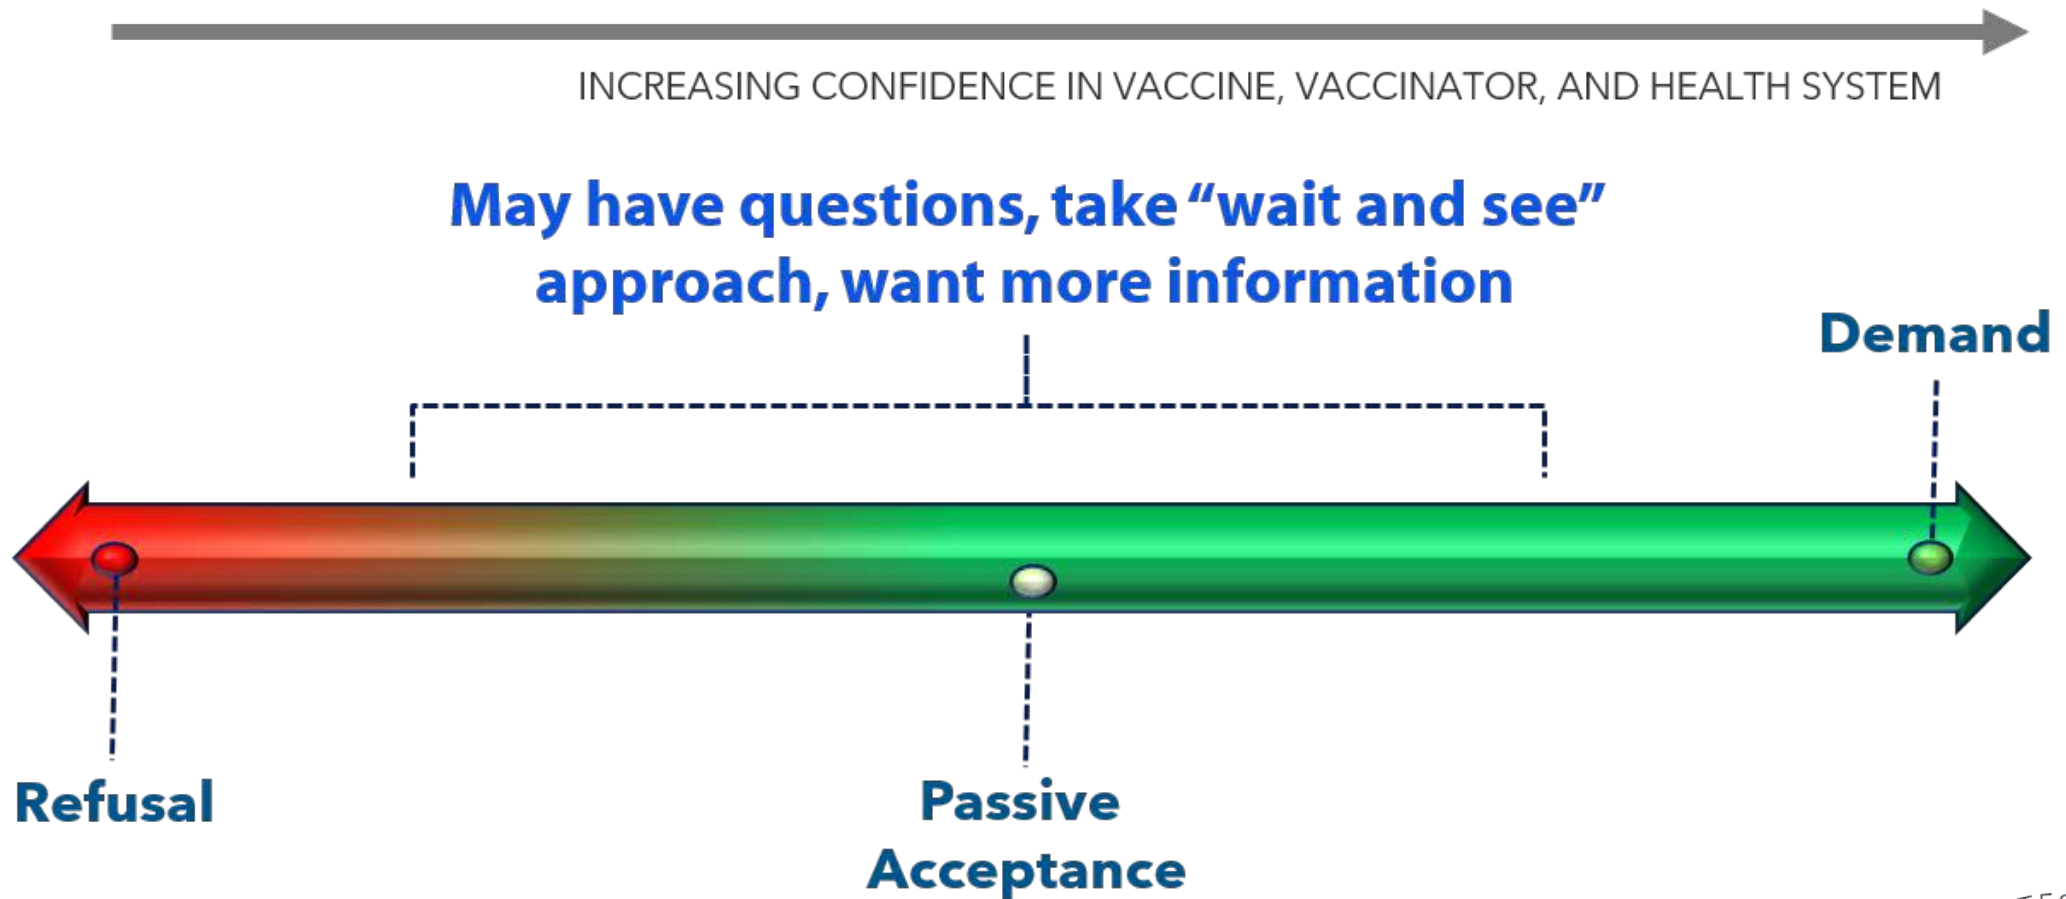 INCREASING CONFIDENCE IN VACCINE, VACCINATOR, AND HEALTH SYSTEM
May have questions, take “wait and see”
approach, want more information
Demand
Refusal
Passive
Acceptance